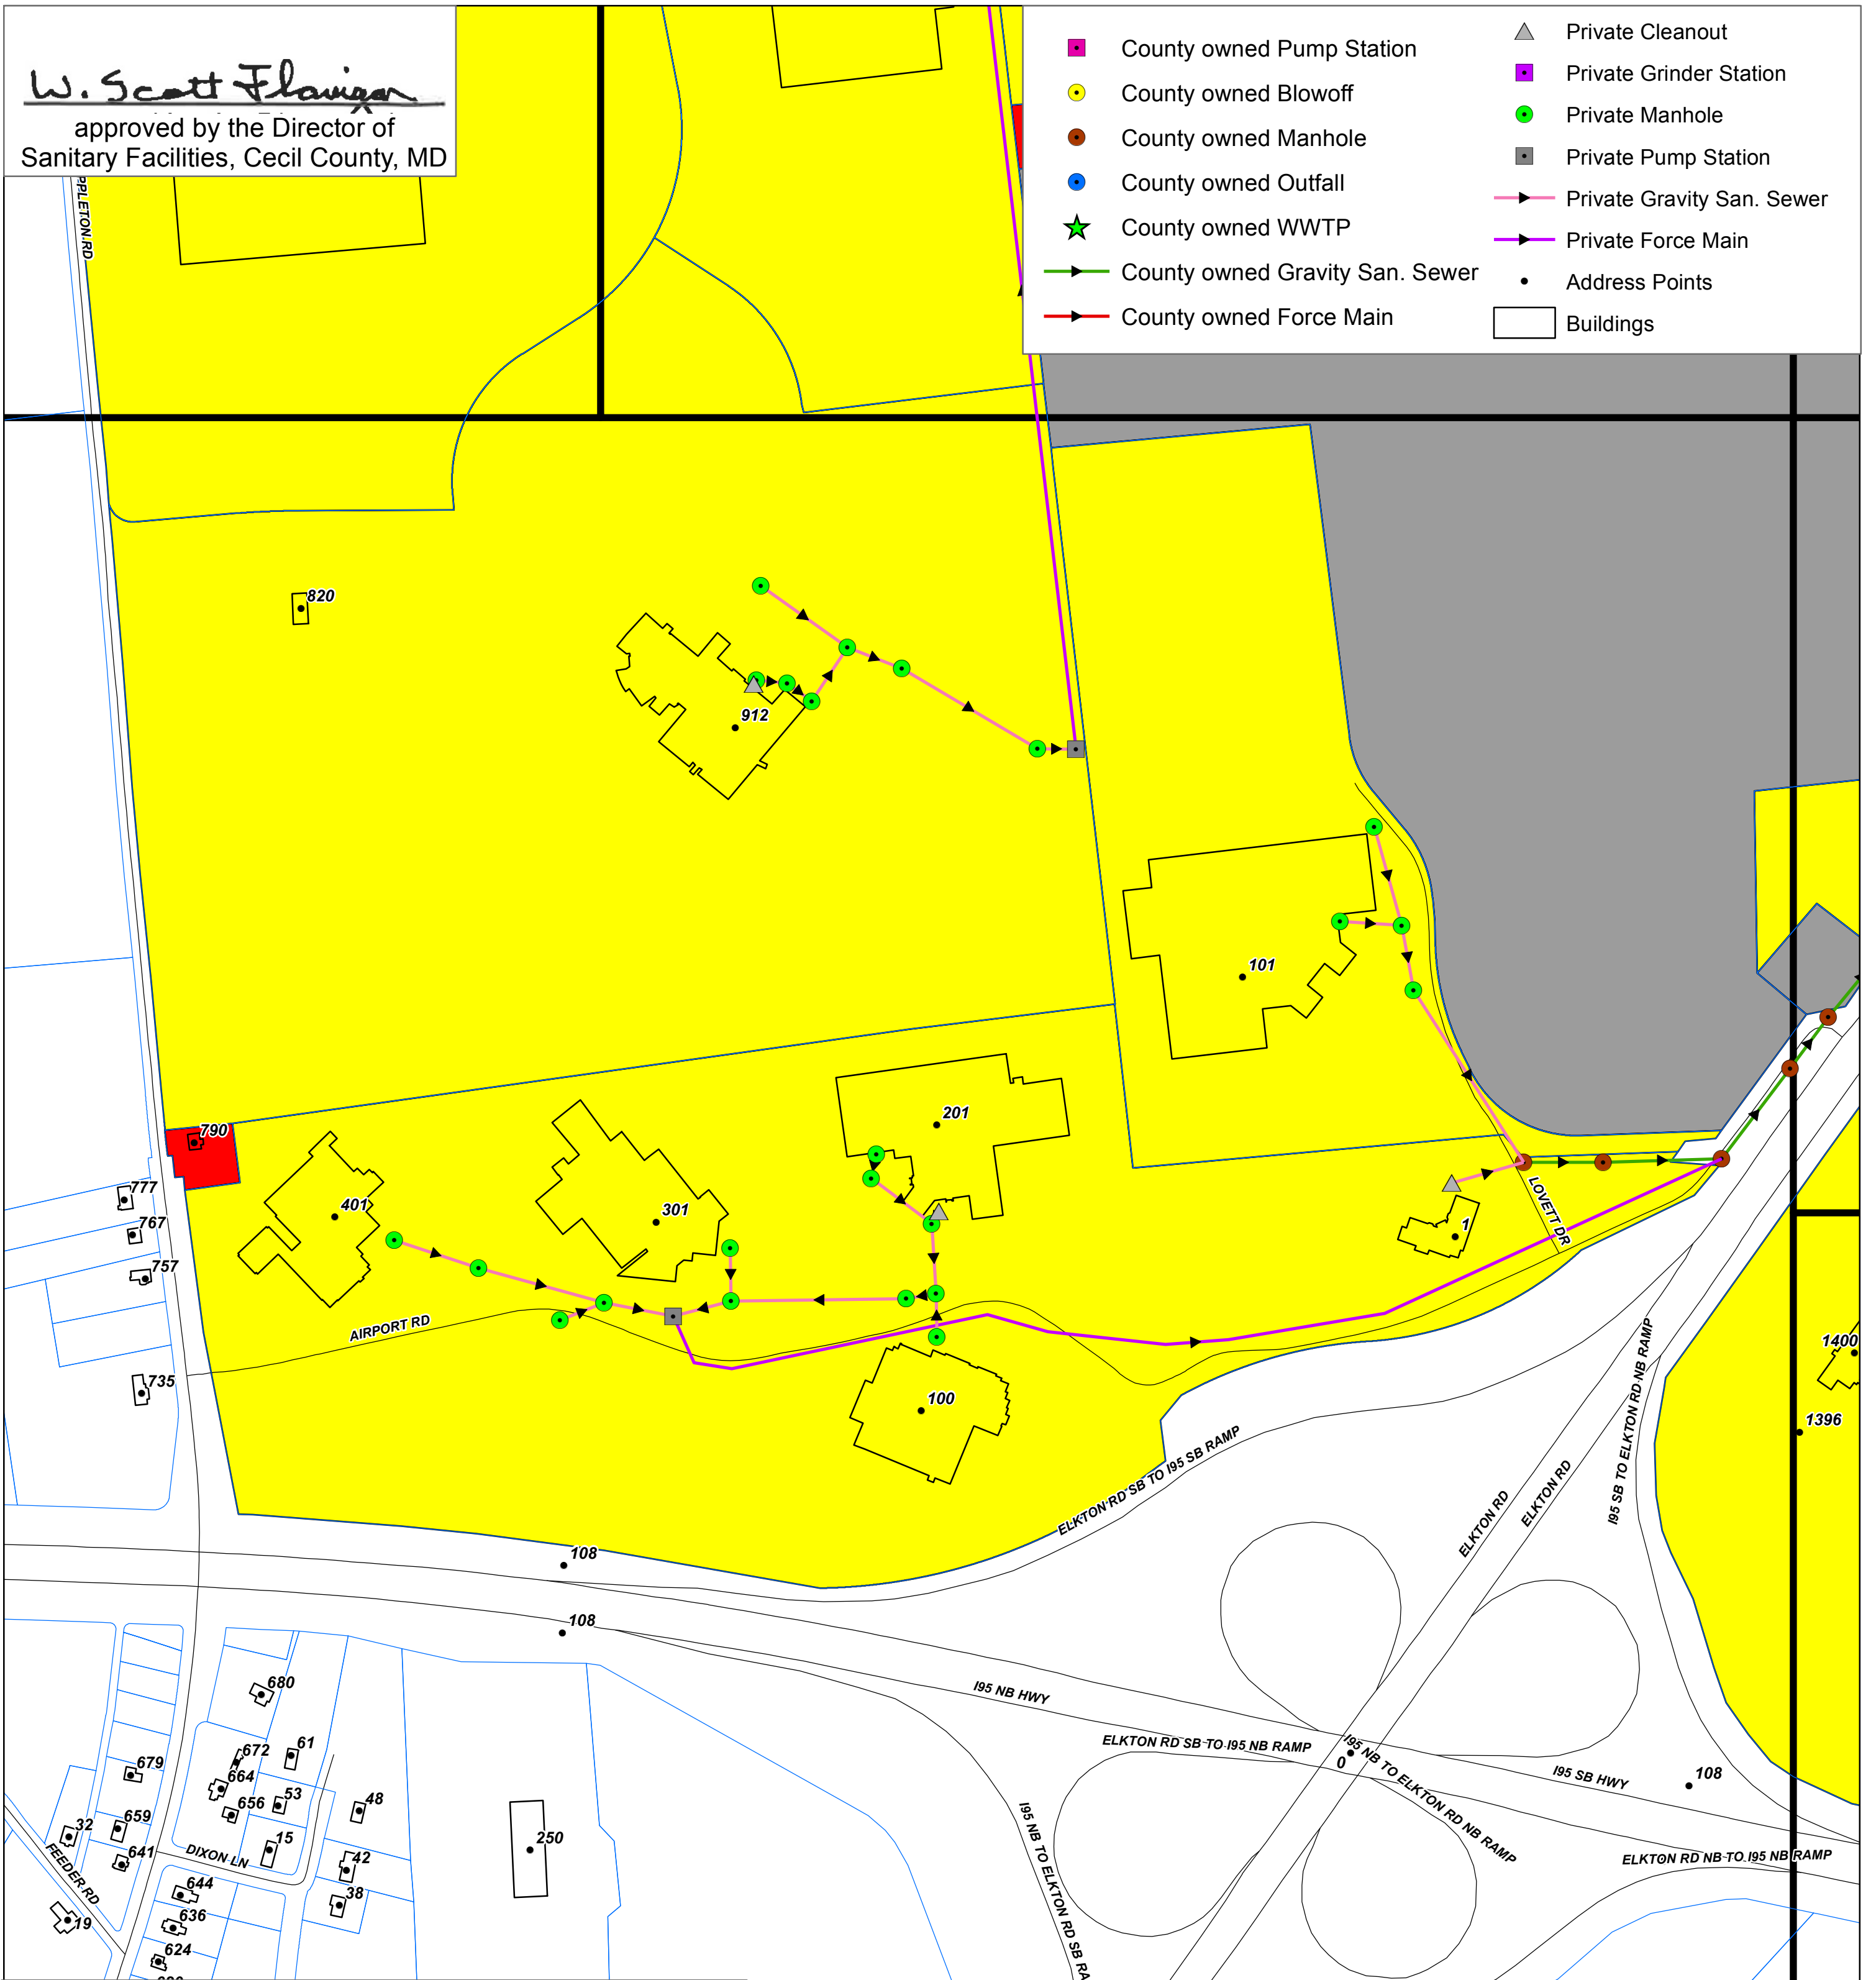 W. Scott Flanigan
approved by the Director of
Sanitary Facilities, Cecil County, MD
County owned Pump Station
County owned Blowoff
County owned Manhole
County owned Outfall
County owned WWTP
County owned Gravity San. Sewer
County owned Force Main
Private Cleanout
Private Grinder Station
Private Manhole
Private Pump Station
Private Gravity San. Sewer
Private Force Main
Address Points
Buildings
PPLETON RD
820
912
101
790
201
777
401
301
767
1
LOVETT DR
757
AIRPORT RD
735
100
1400
1396
ELKTON RD SB TO I95 SB RAMP
ELKTON RD
ELKTON RD
I95 SB TO ELKTON RD NB RAMP
108
108
680
I95 NB HWY
ELKTON RD SB TO I95 NB RAMP
I95 NB TO ELKTON RD NB RAMP
0
I95 SB HWY
108
672
61
679
664
656
53
48
32
659
15
250
641
DIXON LN
42
FEEDER RD
644
38
19
636
624
I95 NB TO ELKTON RD SB RA
ELKTON RD NB TO I95 NB RAMP